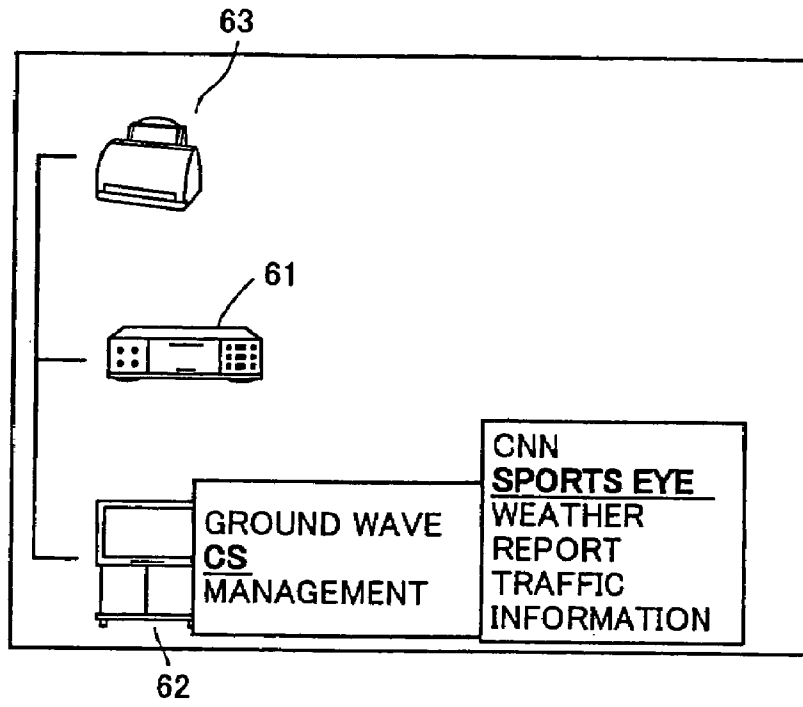 63
61
CNN
SPORTS EYE
WEATHER
REPORT
TRAFFIC
INFORMATION
GROUND WAVE
CS
MANAGEMENT
62